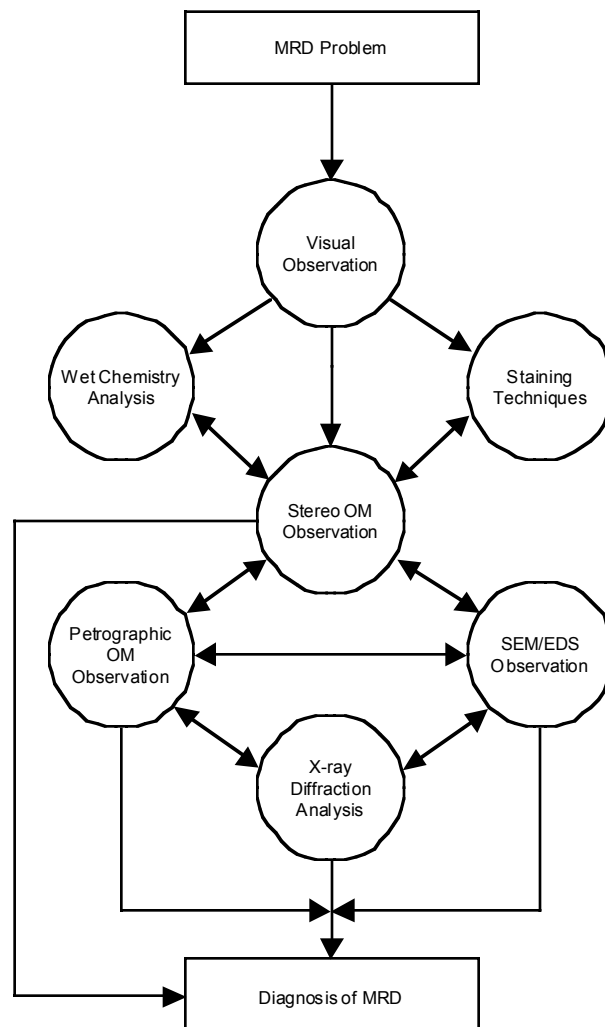 MRD Problem
Visual
Observation
Wet Chemistry
Analysis
Staining
Techniques
Stereo OM
Observation
Petrographic
OM
Observation
SEM/EDS
Observation
X-ray
Diffraction
Analysis
Diagnosis of MRD